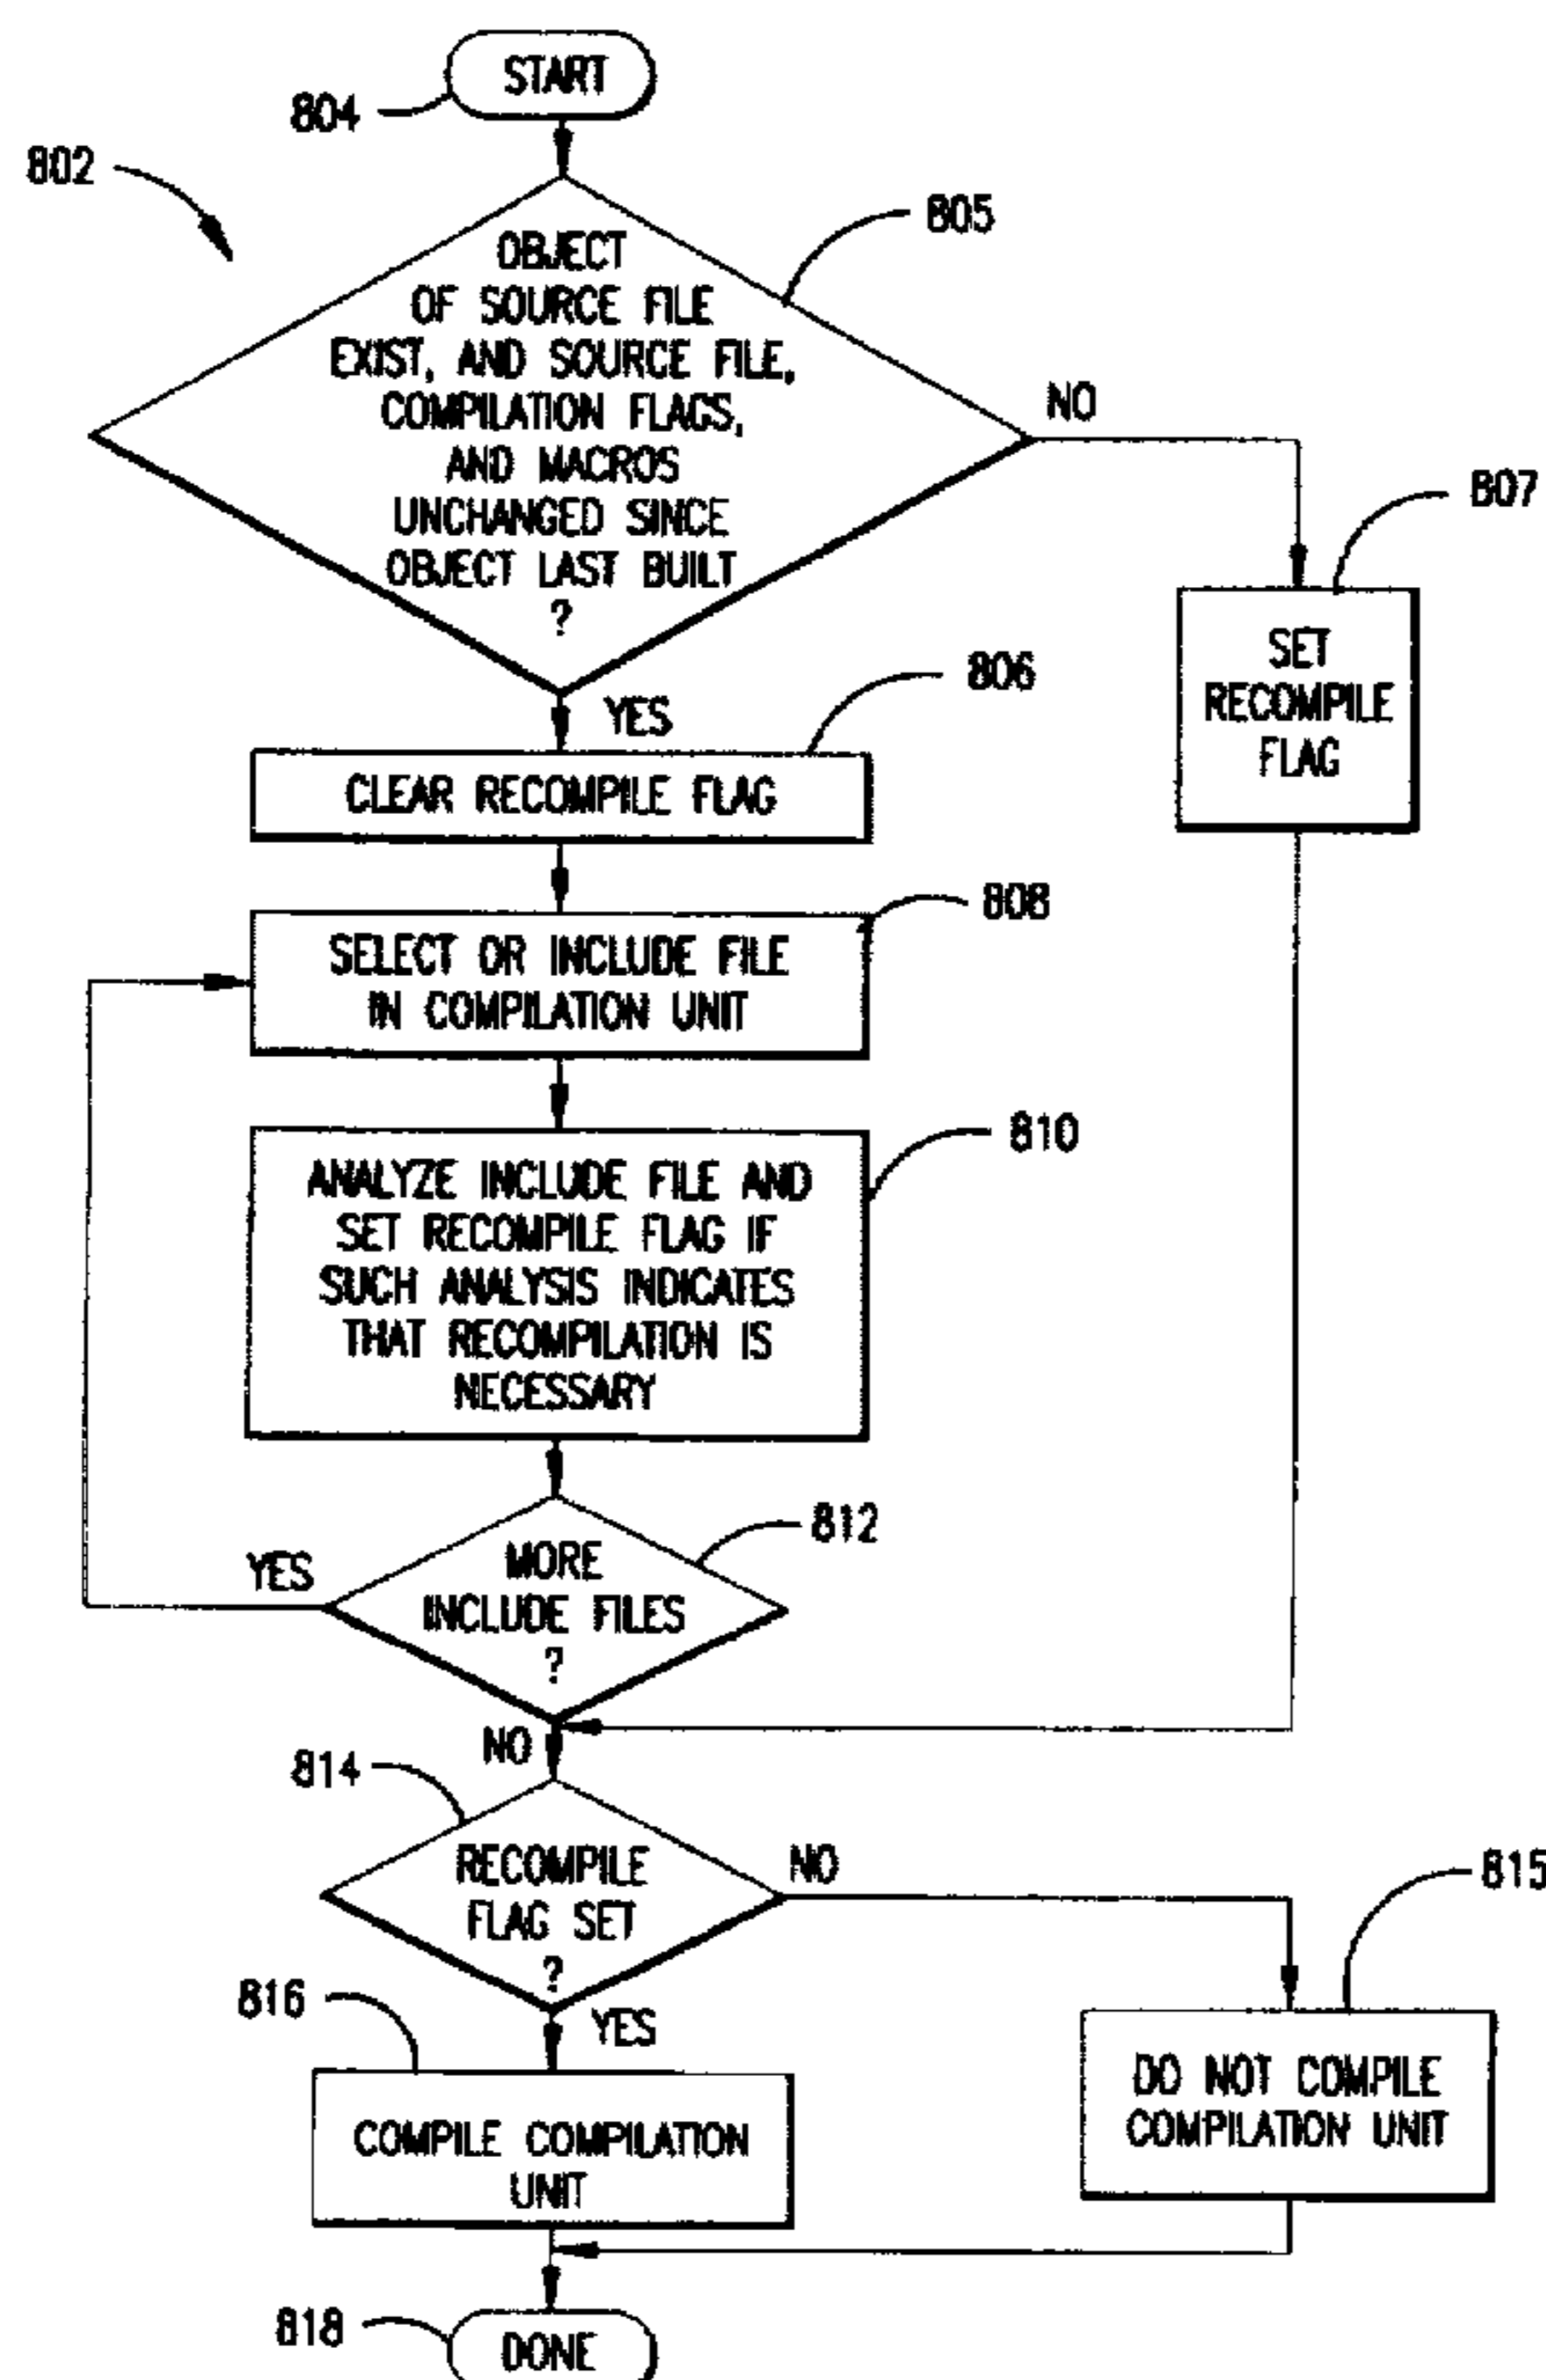 START
804
802
805
OBJECT
OF SOURCE FILE
EXIST, AND SOURCE FILE,
COMPILATION FLAGS,
AND MACROS
UNCHANGED SINCE
OBJECT LAST BUILT
?
NO
807
SET
RECOMPILE
FLAG
YES
806
CLEAR RECOMPILE FLAG
808
SELECT OR INCLUDE FILE
IN COMPILATION UNIT
810
ANALYZE INCLUDE FILE AND
SET RECOMPILE FLAG IF
SUCH ANALYSIS INDICATES
THAT RECOMPILATION IS
NECESSARY
812
YES
MORE
INCLUDE FILES
?
NO
814
RECOMPILE
FLAG SET
?
NO
815
816
YES
COMPILE COMPILATION
UNIT
DO NOT COMPILE
COMPILATION UNIT
818
DONE